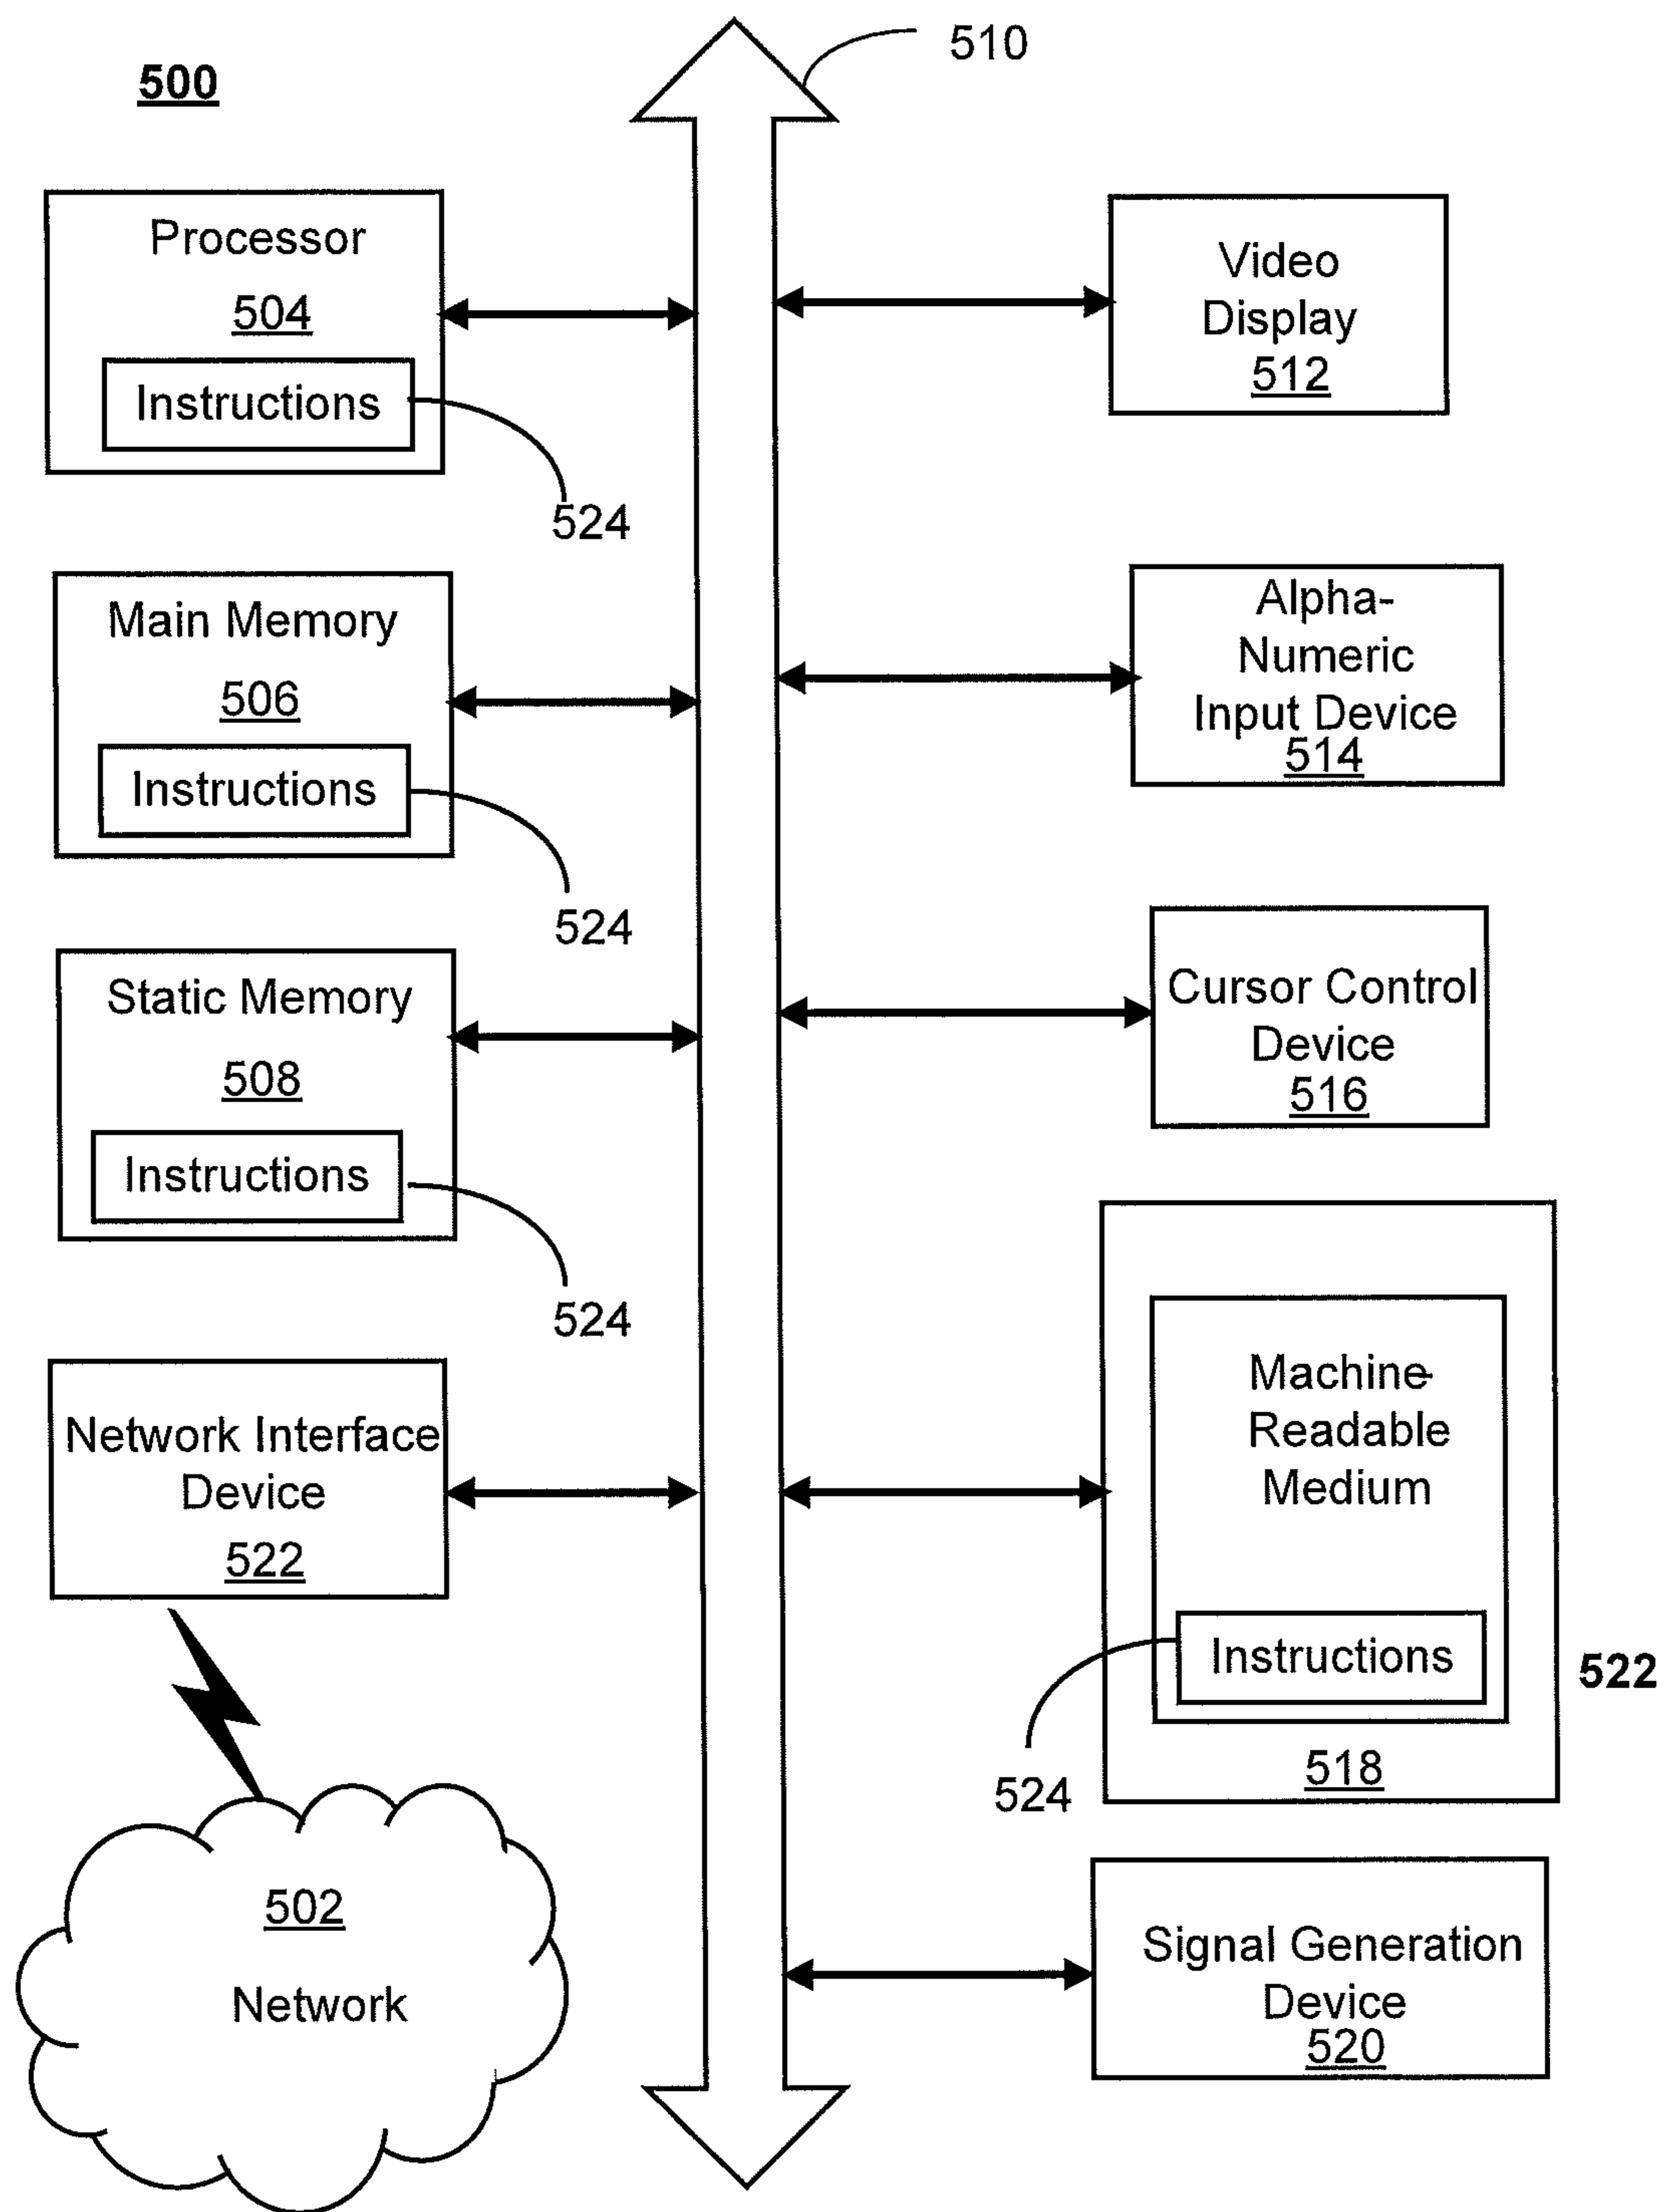 510
500
Processor
504
Instructions
524
Main Memory
506
Instructions
524
Static Memory
508
Instructions
524
Network Interface
Device
522
502
Network
Video
Display
512
Alpha-
Numeric
Input Device
514
Cursor Control
Device
516
Machine-
Readable
Medium
Instructions
522
518
524
Signal Generation
Device
520